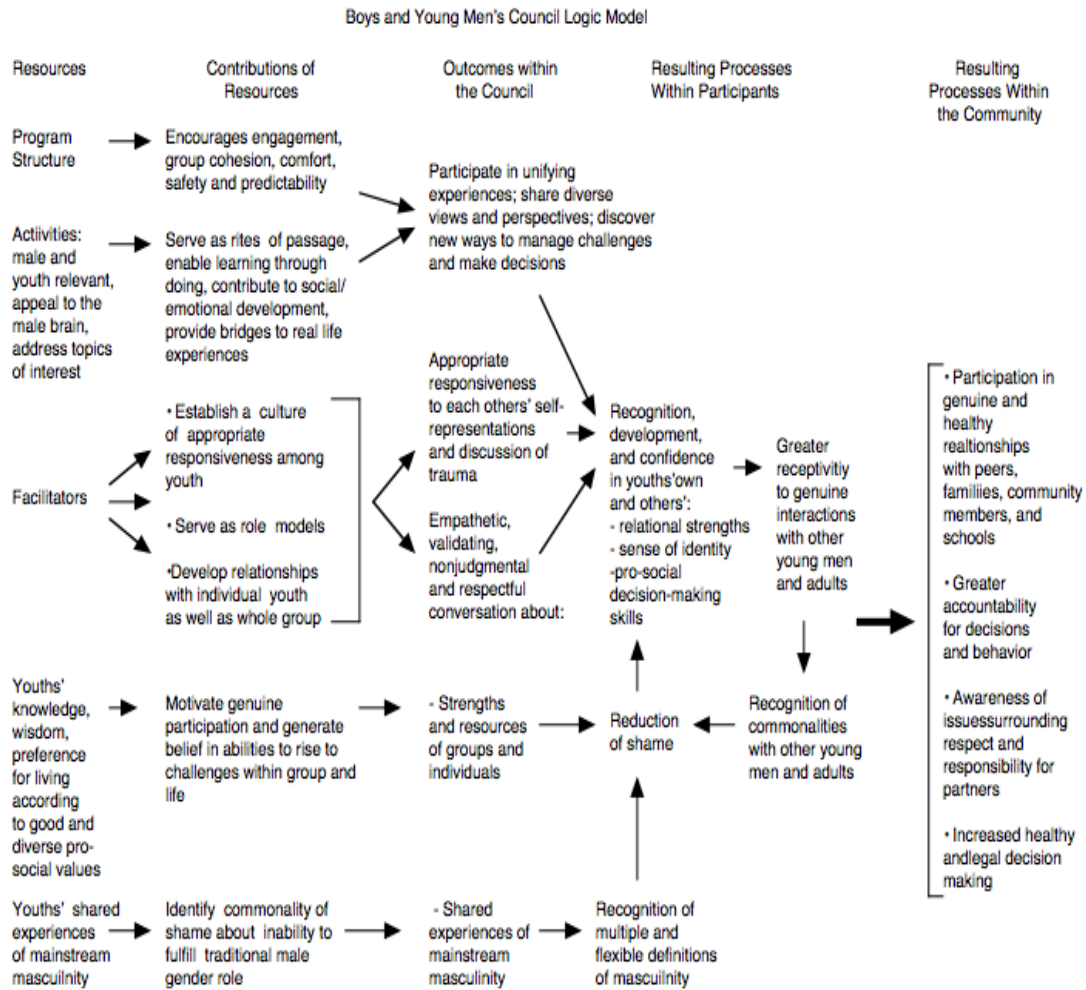 Boys and Young Men's Council Logic Model
Resources
Contributions of
Resources
Outcomes within
the Council
Resulting Processes
Within Participants
Resulting
Processes Within
the Community
Program
Structure
Encourages engagement,
group cohesion, comfort,
safety and predictability
Participate in unifying
experiences; share diverse
views and perspectives; discover
new ways to manage challenges
and make decisions
Actiivities:
male and
youth relevant,
appeal to the
male brain,
address topics
of interest
Serve as rites of passage,
enable learning through
doing, contribute to social/
emotional development,
provide bridges to real life
experiences
Facilitators
• Establish a culture
of appropriate
responsiveness among
youth
• Serve as role models
•Develop relationships
with individual youth
as well as whole group
Appropriate
responsiveness
to each others' self-
representations
and discussion of
trauma
Empathetic,
validating,
nonjudgmental
and respectful
conversation about:
Recognition,
development,
and confidence
in youths'own
and others':
- relational strengths
- sense of identity
-pro-social
decision-making
skills
Greater
receptivitiy
to genuine
interactions
with other
young men
and adults
• Participation in
genuine and
healthy
realtionships
with peers,
familiies, community
members, and
schools
• Greater
accountability
for decisions
and behavior
• Awareness of
issuessurrounding
respect and
responsibility for
partners
• Increased healthy
andlegal decision
making
Youths'
knowledge,
wisdom,
preference
for living
according
to good and
diverse pro-
social values
Motivate genuine
participation and generate
belief in abilities to rise to
challenges within group and
life
- Strengths
and resources
of groups and
individuals
Reduction
of shame
Recognition of
commonalities
with other young
men and adults
Youths' shared
experiences
of mainstream
mascuilnity
Identify commonality of
shame about inability to
fulfill traditional male
gender role
- Shared
experiences of
mainstream
masculinity
Recognition of
multiple and
flexible definitions
of mascuilnity